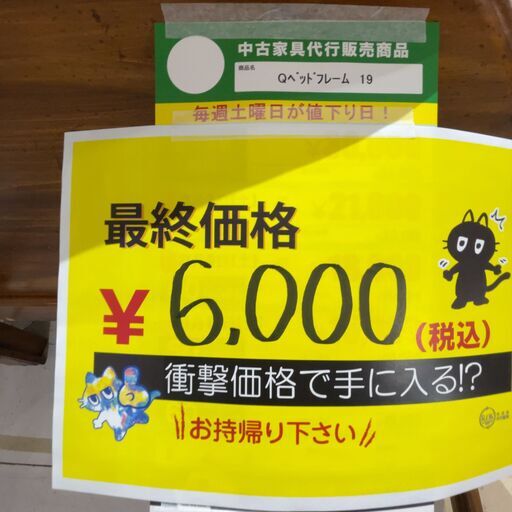 中古家具代行販売商品
商品名
Qベッドフレーム 19
毎週土曜日が値下り日！
最終価格
¥6,000(税込)
衝撃価格で手に入る!?
お持帰り下さい